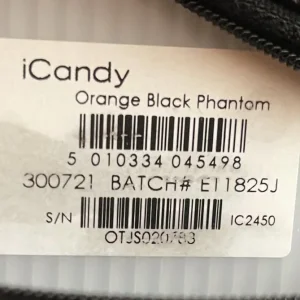 iCandy
Orange Black Phantom
5 010334 045498
300721 BATCH# E11825J
S/N IC2450